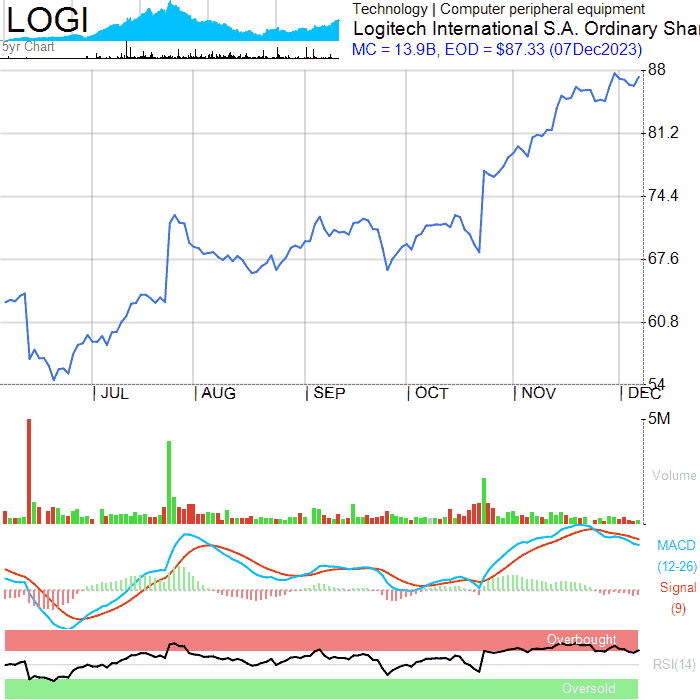 LOGI
5yr Chart
Technology | Computer peripheral equipment
Logitech International S.A. Ordinary Shar
MC = 13.9B, EOD = $87.33 (07Dec2023)
88
81.2
74.4
67.6
60.8
54
JUL AUG SEP OCT NOV DEC
5M
Volume
MACD
(12-26)
Signal
(9)
Overbought
RSI(14)
Oversold